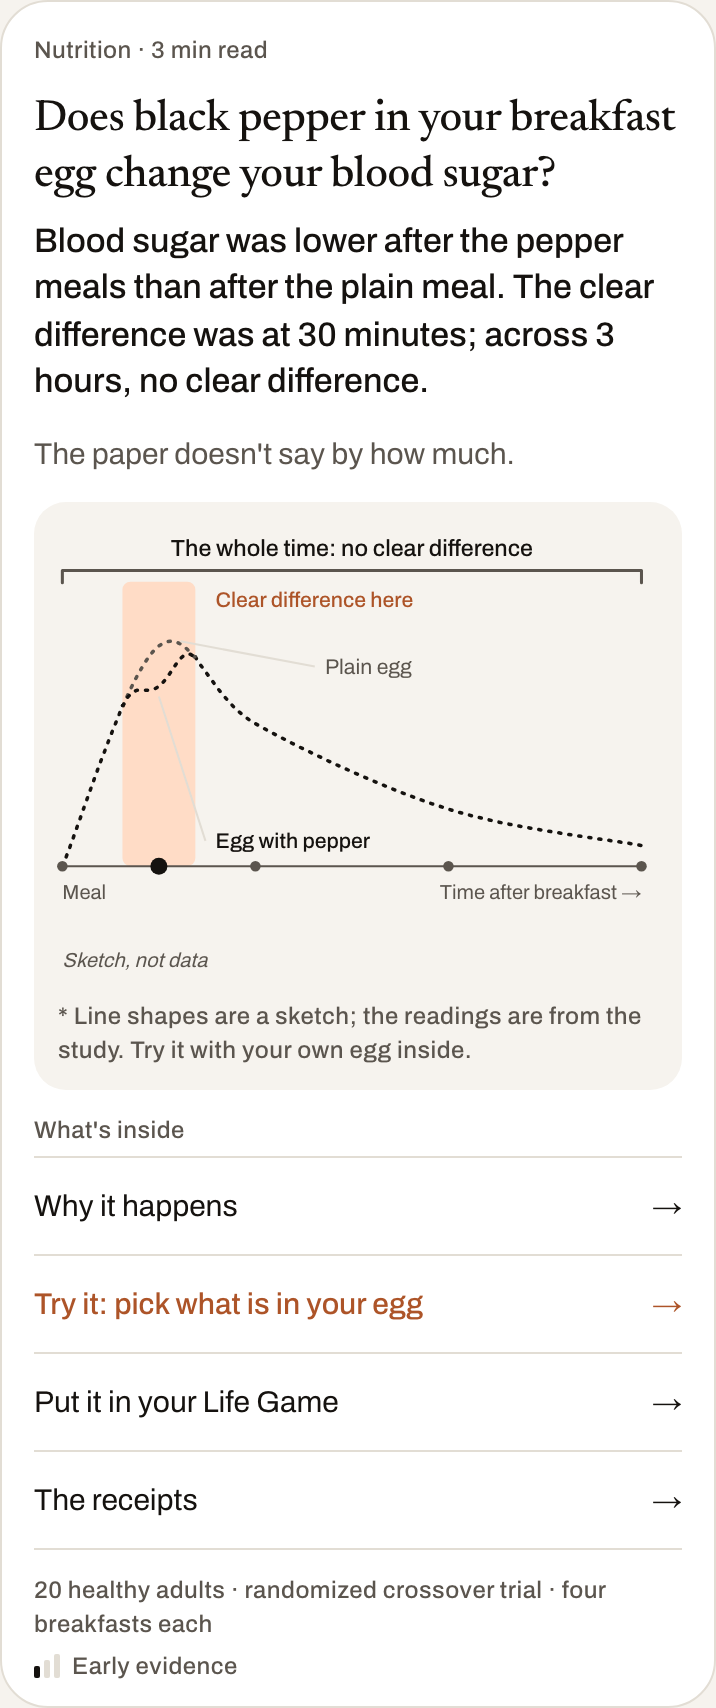 Nutrition · 3 min read
Does black pepper in your breakfast
egg change your blood sugar?
Blood sugar was lower after the pepper
meals than after the plain meal. The clear
difference was at 30 minutes; across 3
hours, no clear difference.
The paper doesn't say by how much.
The whole time: no clear difference
Clear difference here
Plain egg
Egg with pepper
Meal
Time after breakfast →
Sketch, not data
* Line shapes are a sketch; the readings are from the
study. Try it with your own egg inside.
What's inside
Why it happens →
Try it: pick what is in your egg →
Put it in your Life Game →
The receipts →
20 healthy adults · randomized crossover trial · four
breakfasts each
Early evidence